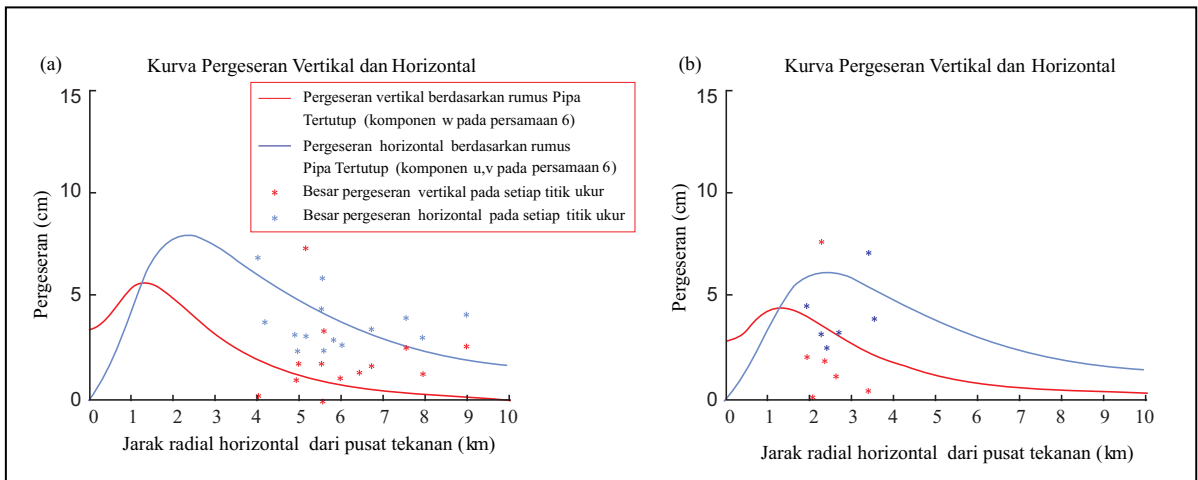 (a)
Kurva Pergeseran Vertikal dan Horizontal
15
10
5
0
Pergeseran (cm)
Pergeseran vertikal berdasarkan rumus Pipa
Tertutup (komponen w pada persamaan 6)
Pergeseran horizontal berdasarkan rumus
Pipa Tertutup (komponen u,v pada persamaan 6)
Besar pergeseran vertikal pada setiap titik ukur
Besar pergeseran horizontal pada setiap titik ukur
0 1 2 3 4 5 6 7 8 9 10
Jarak radial horizontal dari pusat tekanan (km)
(b)
Kurva Pergeseran Vertikal dan Horizontal
15
10
5
0
Pergeseran (cm)
0 1 2 3 4 5 6 7 8 9 10
Jarak radial horizontal dari pusat tekanan (km)